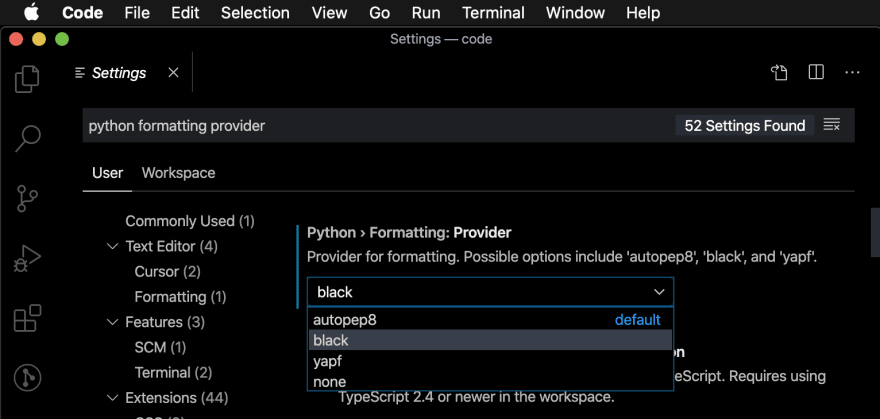 Code File Edit Selection View Go Run Terminal Window Help
Settings — code
Settings
python formatting provider 52 Settings Found
User Workspace
Commonly Used (1)
Text Editor (4)
Cursor (2)
Formatting (1)
Features (3)
SCM (1)
Terminal (2)
Extensions (44)
Python › Formatting: Provider
Provider for formatting. Possible options include 'autopep8', 'black', and 'yapf'.
black
autopep8 default
black
yapf
none
eScript. Requires using
TypeScript 2.4 or newer in the workspace.